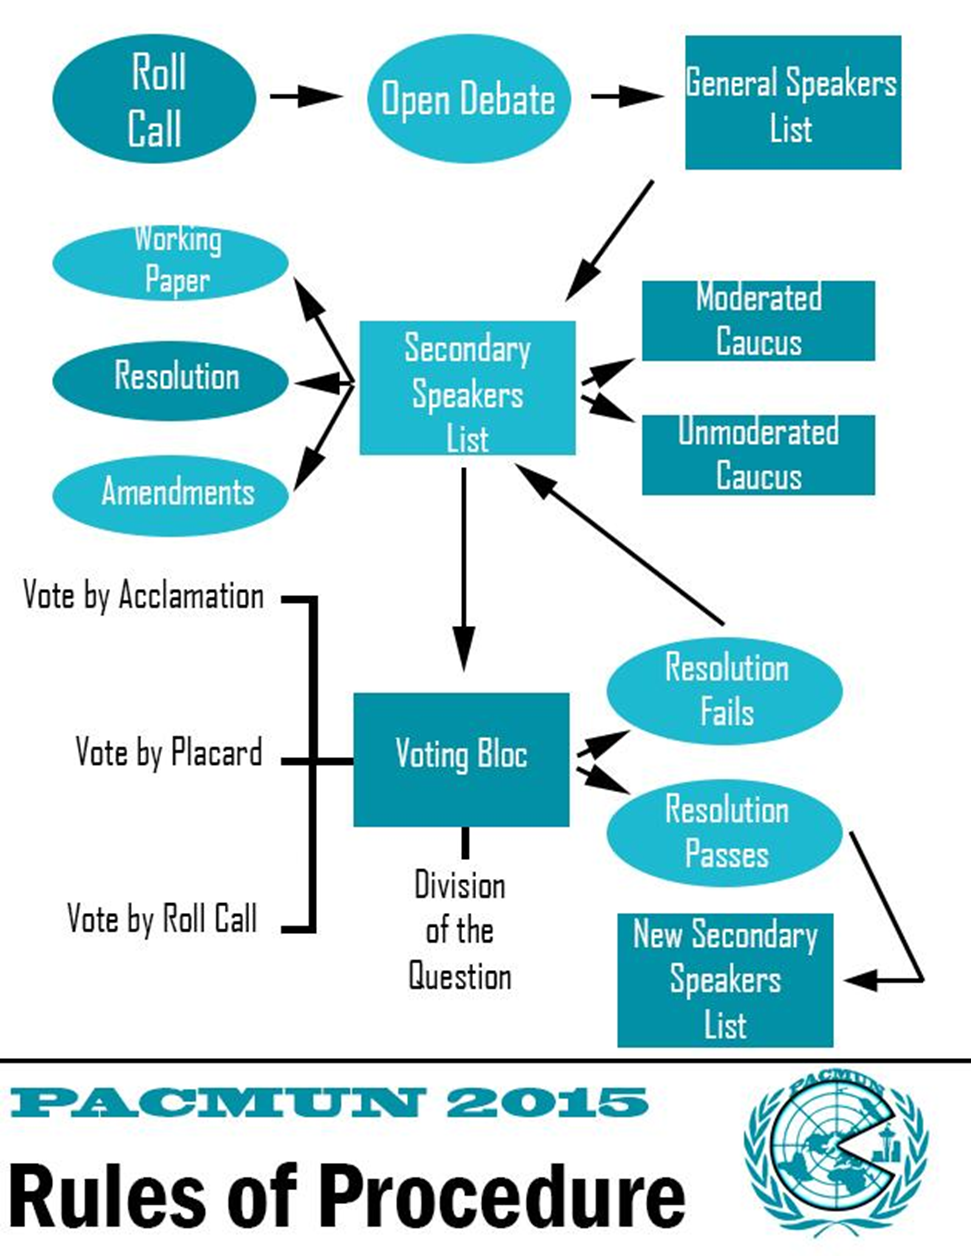 Roll
Call
Open Debate
General Speakers
List
Working
Paper
Resolution
Amendments
Secondary
Speakers
List
Moderated
Caucus
Unmoderated
Caucus
Vote by Acclamation
Vote by Placard
Vote by Roll Call
Voting Bloc
Division
of the
Question
Resolution
Fails
Resolution
Passes
New Secondary
Speakers
List
PACMUN 2015
Rules of Procedure
PACMUN